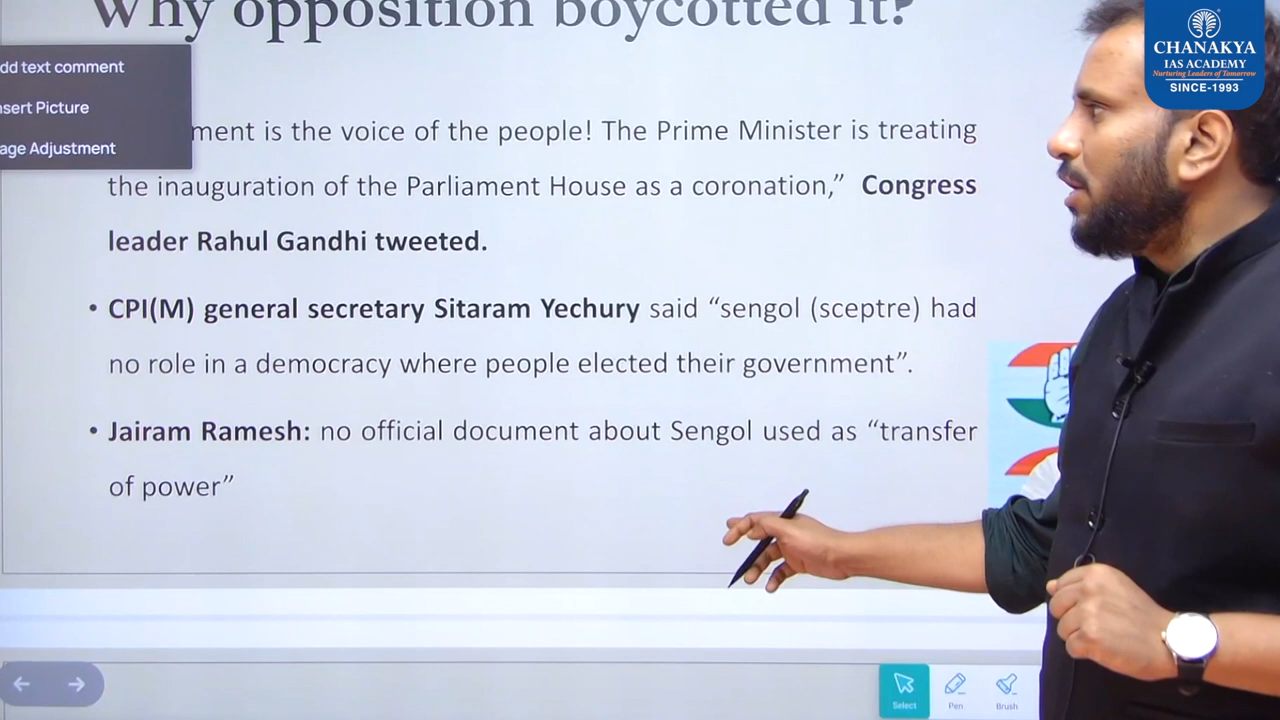 Why opposition boycotted it?
dd text comment
nsert Picture
age Adjustment
ment is the voice of the people! The Prime Minister is treating
the inauguration of the Parliament House as a coronation,” Congress
leader Rahul Gandhi tweeted.
• CPI(M) general secretary Sitaram Yechury said “sengol (sceptre) had
no role in a democracy where people elected their government”.
• Jairam Ramesh: no official document about Sengol used as “transfer
of power”
Select
Pen
Brush
CHANAKYA
IAS ACADEMY
Nurturing Leaders of Tomorrow
SINCE-1993